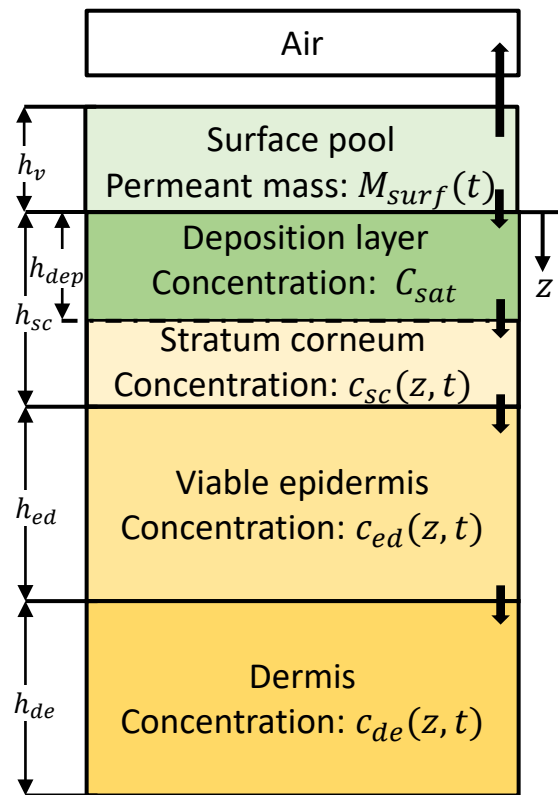 Air
h_v
Surface pool
Permeant mass: M_surf(t)
h_sc
h_dep
Deposition layer
Concentration: C_sat
z
Stratum corneum
Concentration: c_sc(z, t)
h_ed
Viable epidermis
Concentration: c_ed(z, t)
h_de
Dermis
Concentration: c_de(z, t)